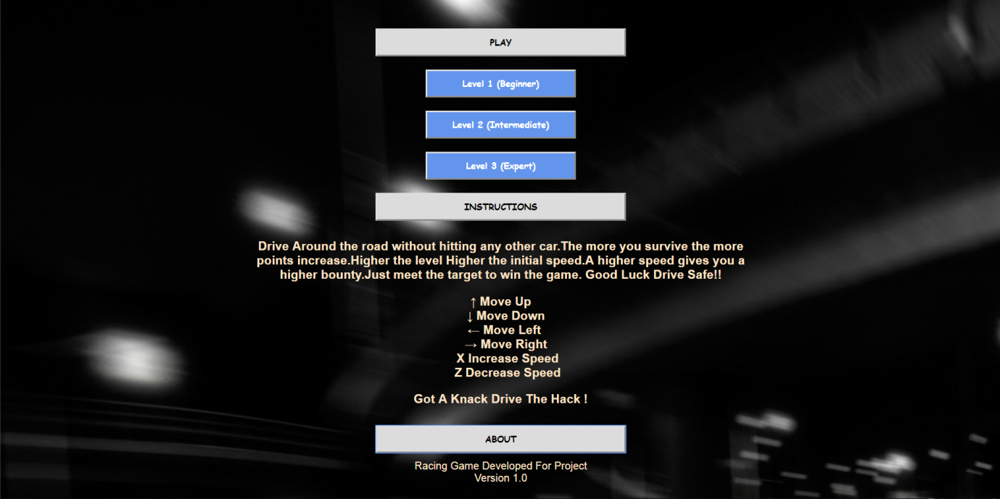 PLAY
Level 1 (Beginner)
Level 2 (Intermediate)
Level 3 (Expert)
INSTRUCTIONS
Drive Around the road without hitting any other car.The more you survive the more
points increase.Higher the level Higher the initial speed.A higher speed gives you a
higher bounty.Just meet the target to win the game. Good Luck Drive Safe!!
↑ Move Up
↓ Move Down
← Move Left
→ Move Right
X Increase Speed
Z Decrease Speed
Got A Knack Drive The Hack !
ABOUT
Racing Game Developed For Project
Version 1.0